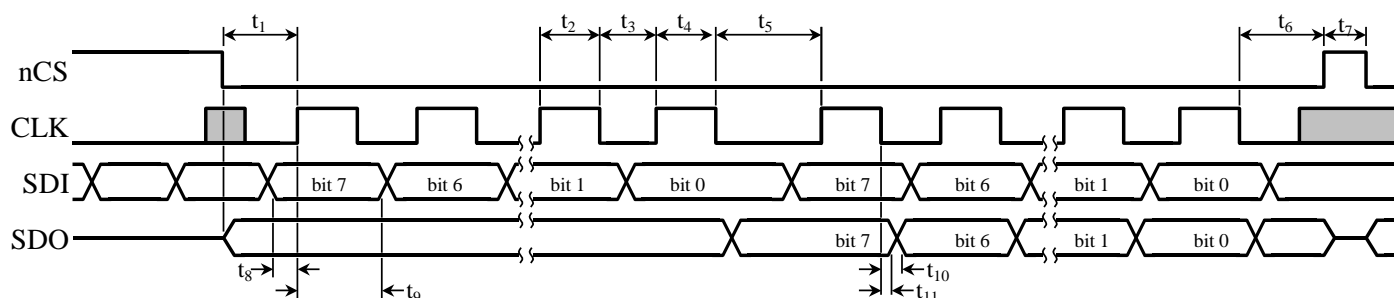 t1 t2 t3 t4 t5 t6 t7
nCS
CLK
SDI bit 7 bit 6 bit 1 bit 0 bit 7 bit 6 bit 1 bit 0
SDO bit 7 bit 6 bit 1 bit 0
t8 t10
t9 t11